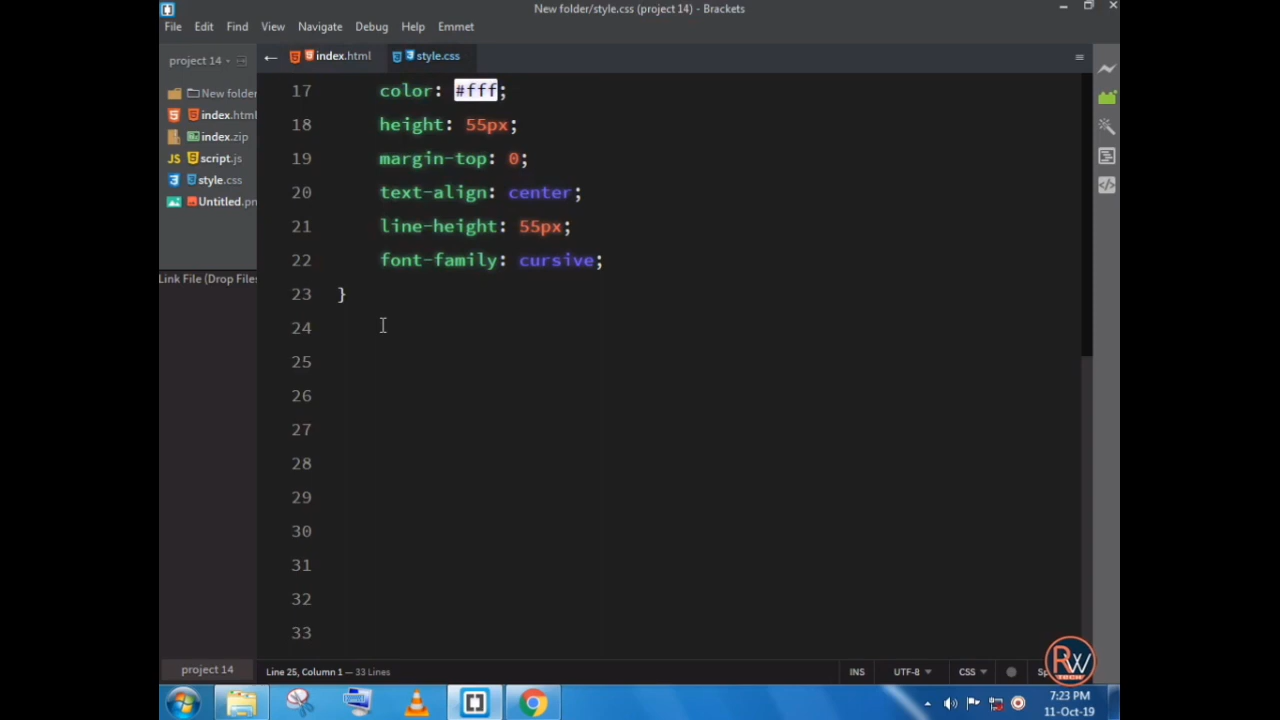 New folder/style.css (project 14) - Brackets
File Edit Find View Navigate Debug Help Emmet
project 14
index.html
style.css
New folder
index.html
index.zip
script.js
style.css
Untitled.pn
Link File (Drop Files
17 color: #fff;
18 height: 55px;
19 margin-top: 0;
20 text-align: center;
21 line-height: 55px;
22 font-family: cursive;
23 }
24
25
26
27
28
29
30
31
32
33
project 14
Line 25, Column 1 — 33 Lines
INS UTF-8 CSS Sp
RW
TECH
7:23 PM
11-Oct-19